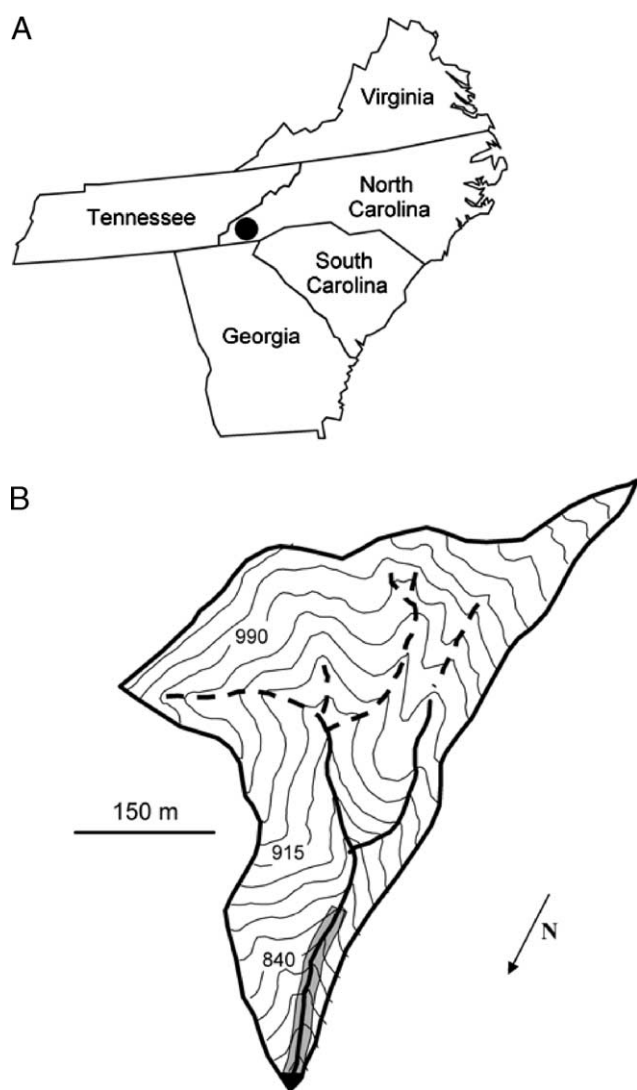 A
Virginia
North
Carolina
Tennessee
South
Carolina
Georgia
B
990
150 m
915
N
840